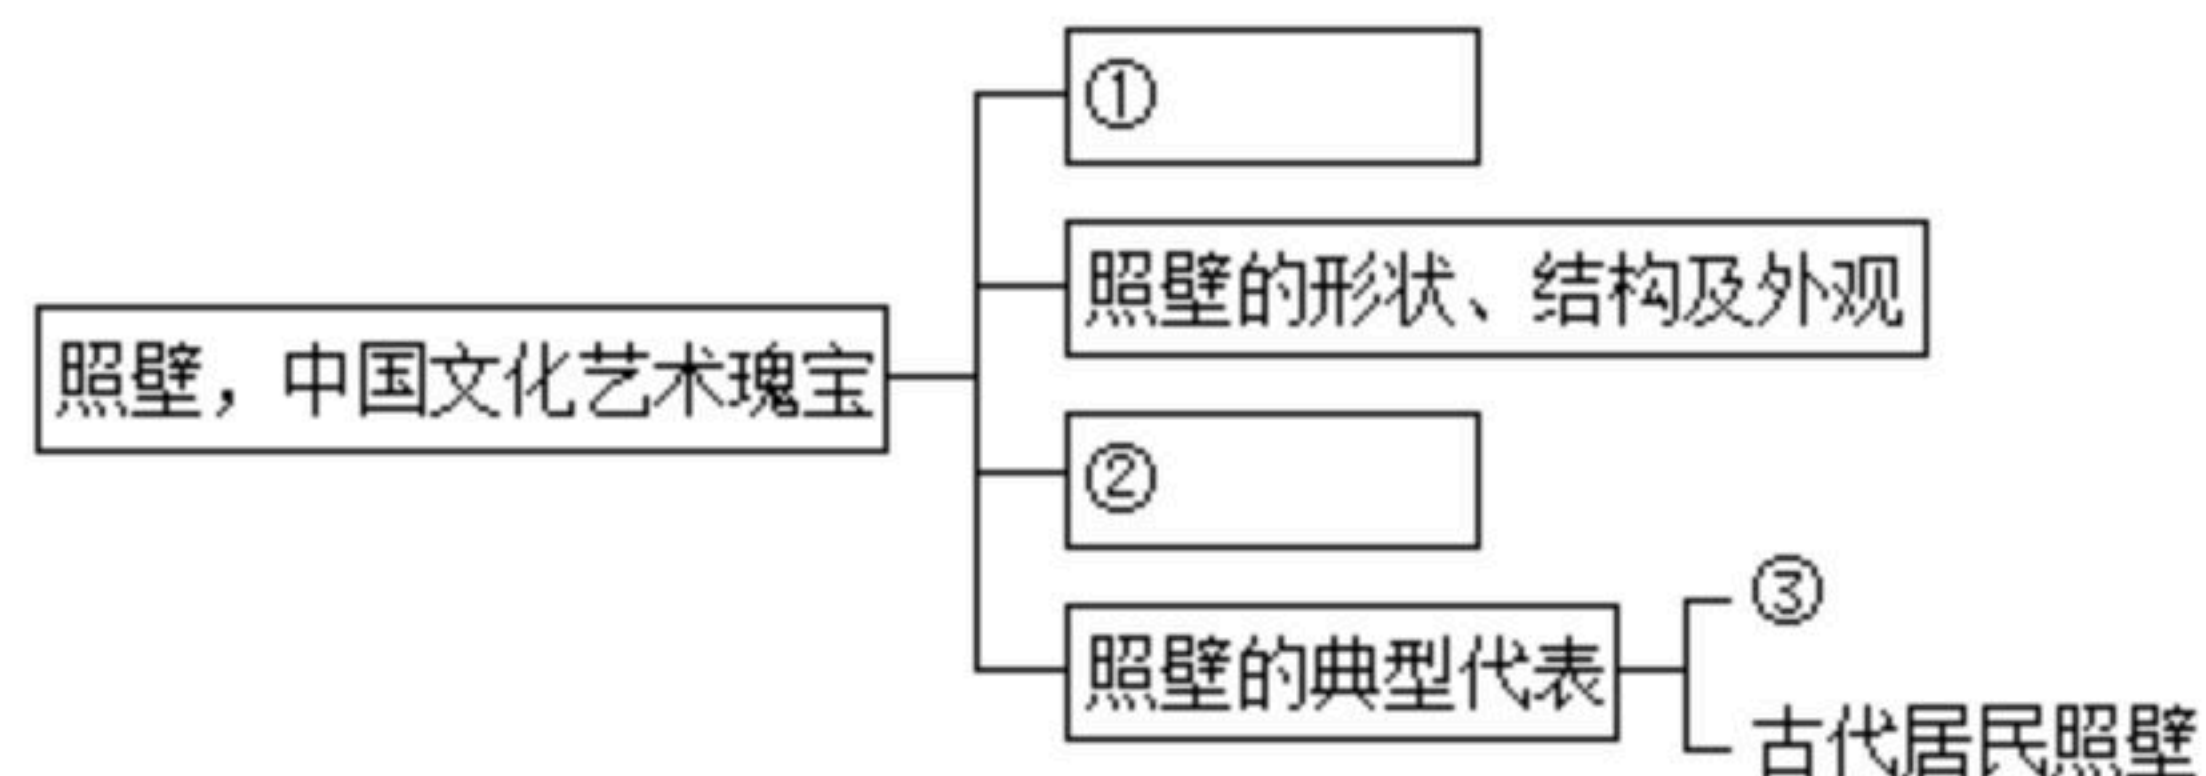 ①
照壁的形状、结构及外观
照壁，中国文化艺术瑰宝
②
③
照壁的典型代表
古代居民照壁